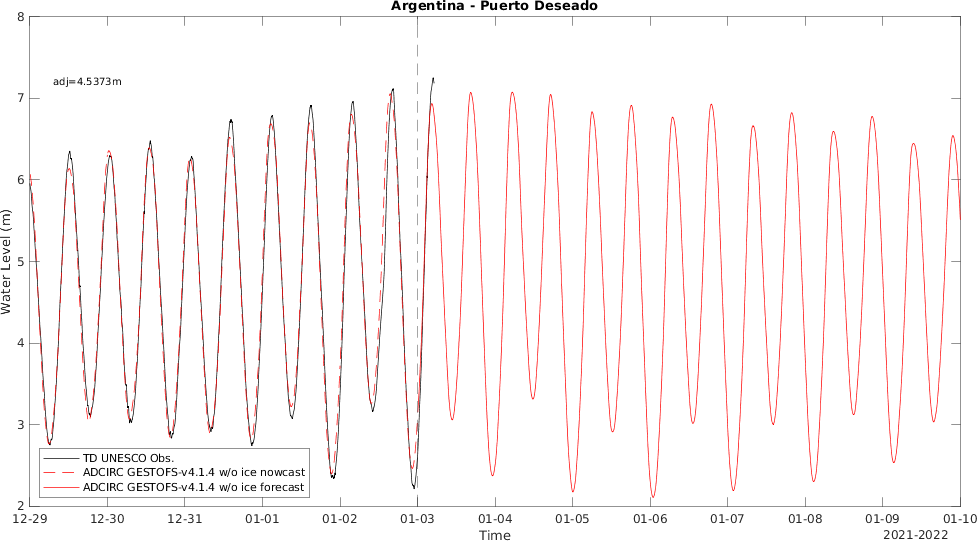 Argentina - Puerto Deseado
8
adj=4.5373m
7
6
5
Water Level (m)
4
3
TD UNESCO Obs.
ADCIRC GESTOFS-v4.1.4 w/o ice nowcast
ADCIRC GESTOFS-v4.1.4 w/o ice forecast
2
12-29 12-30 12-31 01-01 01-02 01-03 01-04 01-05 01-06 01-07 01-08 01-09 01-10
Time
2021-2022